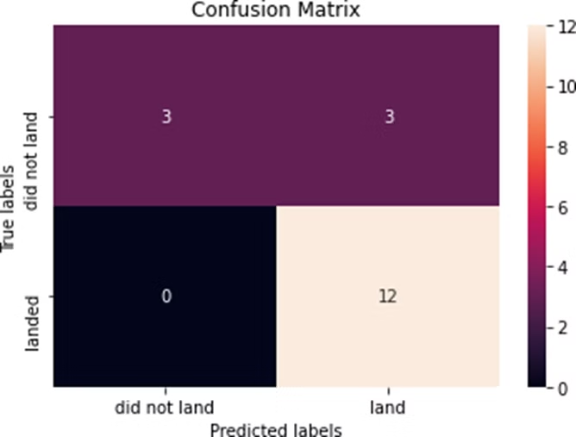 Confusion Matrix
True labels
did not land
landed
3
3
0
12
did not land
land
Predicted labels
12
10
8
6
4
2
0